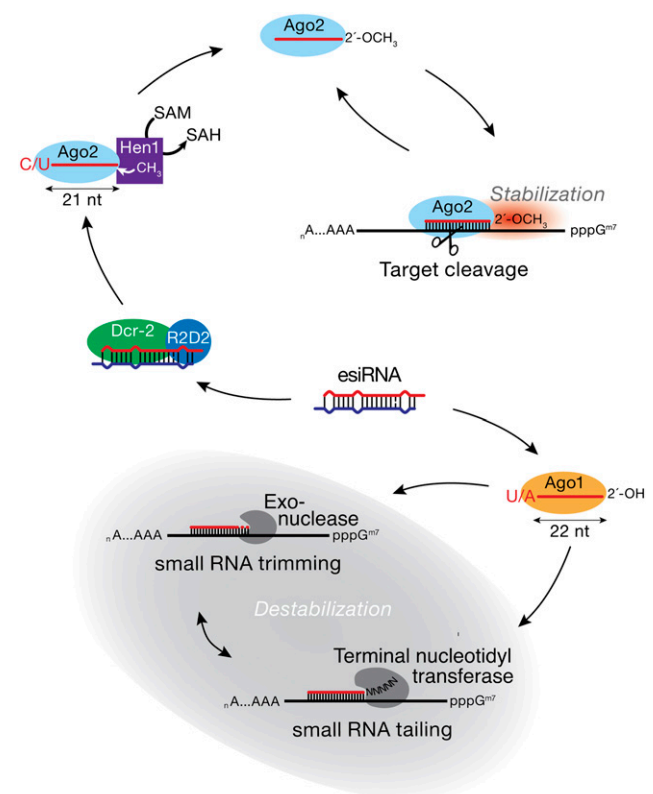 Ago2
2´-OCH3
SAM
Hen1
SAH
C/U
Ago2
CH3
21 nt
Stabilization
Ago2
2´-OCH3
nA...AAA
pppGm7
Target cleavage
Dcr-2
R2D2
esiRNA
U/A
Ago1
2´-OH
22 nt
Exo-
nuclease
nA...AAA
pppGm7
small RNA trimming
Destabilization
Terminal nucleotidyl
transferase
NNNNN
nA...AAA
pppGm7
small RNA tailing